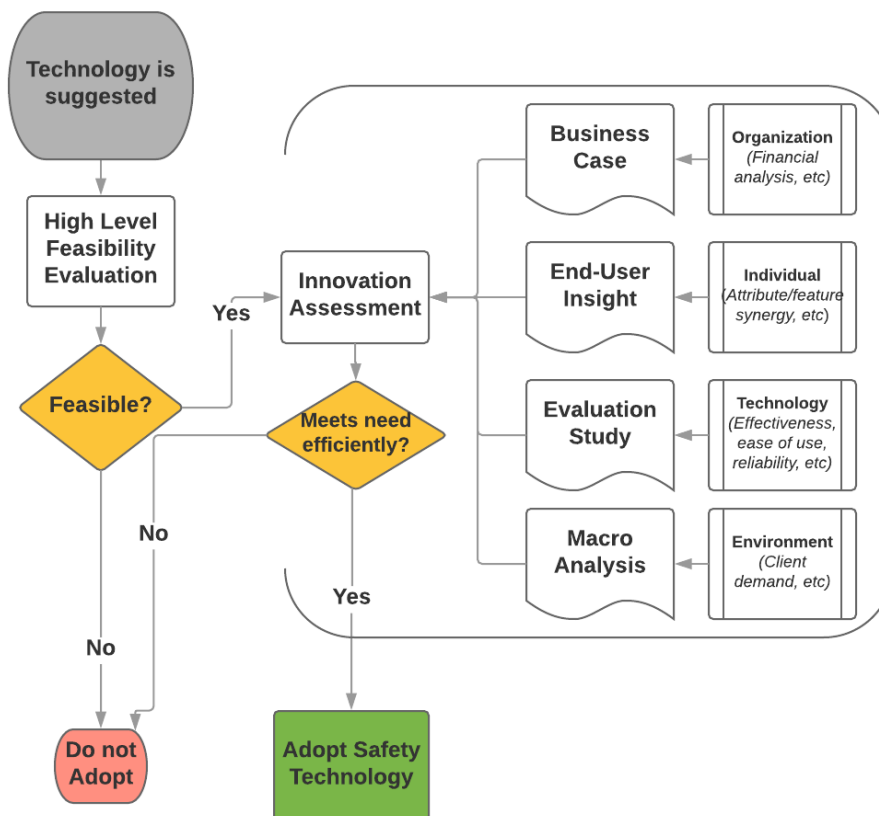 Technology is
suggested
High Level
Feasibility
Evaluation
Feasible?
Yes
No
Do not
Adopt
Innovation
Assessment
Meets need
efficiently?
No
Yes
Adopt Safety
Technology
Business
Case
Organization
(Financial
analysis, etc)
End-User
Insight
Individual
(Attribute/feature
synergy, etc)
Evaluation
Study
Technology
(Effectiveness,
ease of use,
reliability, etc)
Macro
Analysis
Environment
(Client
demand, etc)